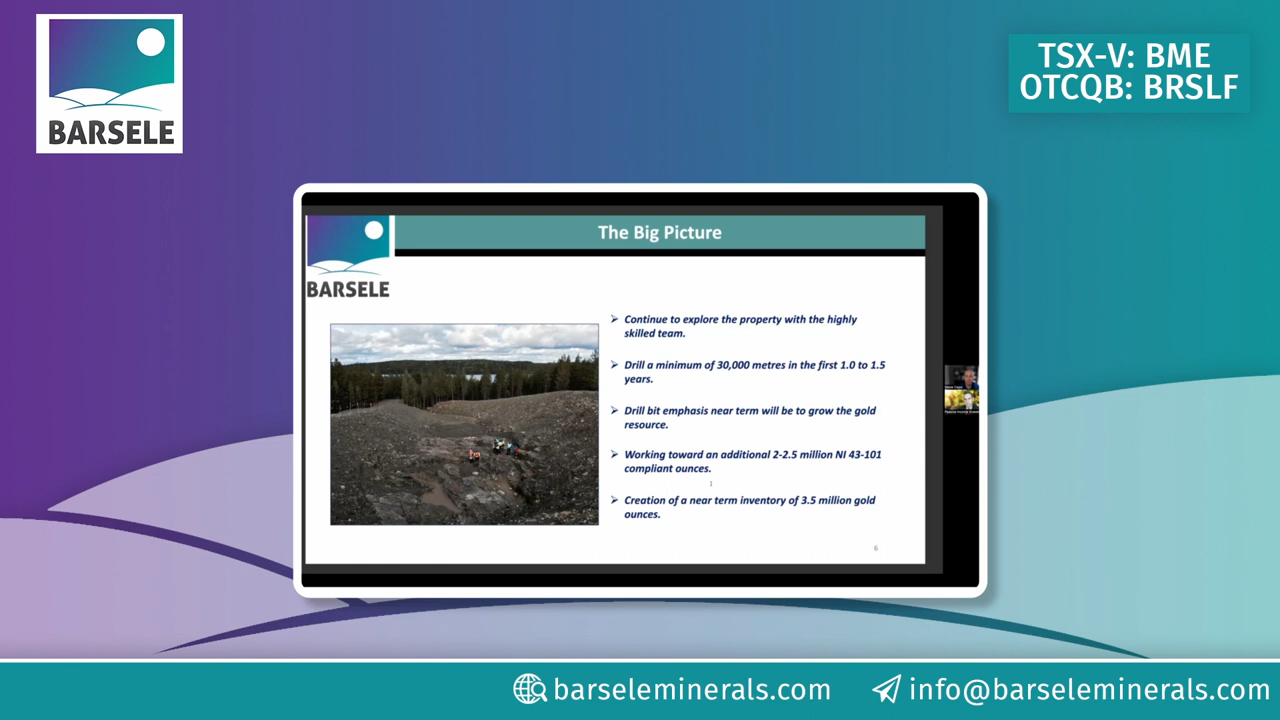 BARSELE
TSX-V: BME
OTCQB: BRSLF
The Big Picture
BARSELE
Continue to explore the property with the highly
skilled team.
Drill a minimum of 30,000 metres in the first 1.0 to 1.5
years.
Drill bit emphasis near term will be to grow the gold
resource.
Working toward an additional 2-2.5 million NI 43-101
compliant ounces.
Creation of a near term inventory of 3.5 million gold
ounces.
6
barseleminerals.com
info@barseleminerals.com